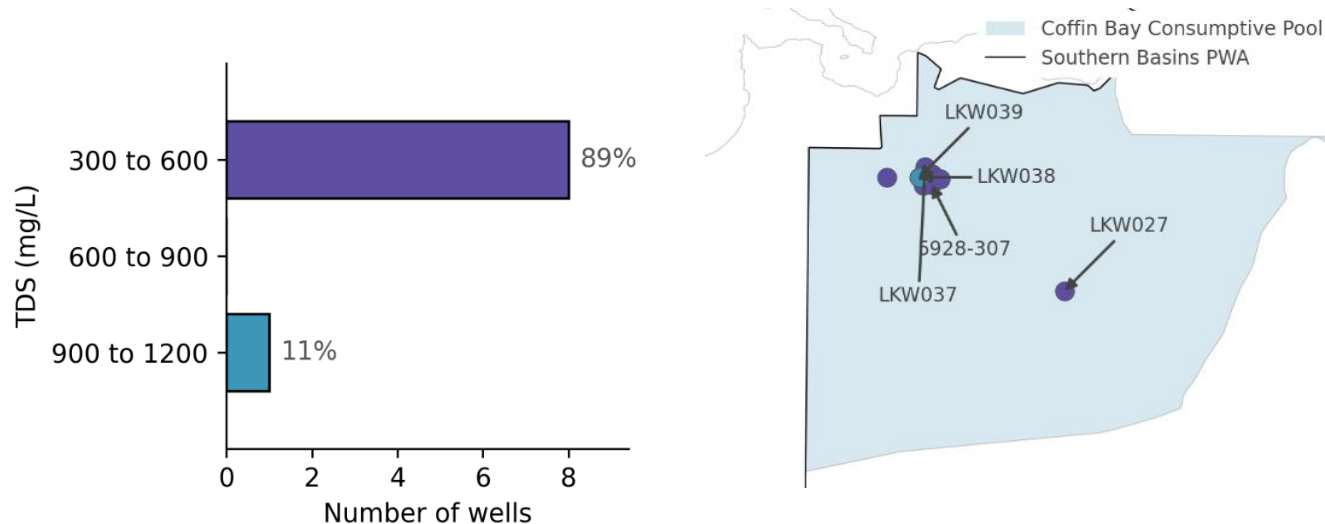 TDS (mg/L)
300 to 600
89%
600 to 900
900 to 1200
11%
0 2 4 6 8
Number of wells
Coffin Bay Consumptive Pool
Southern Basins PWA
LKW039
LKW038
LKW027
5928-307
LKW037